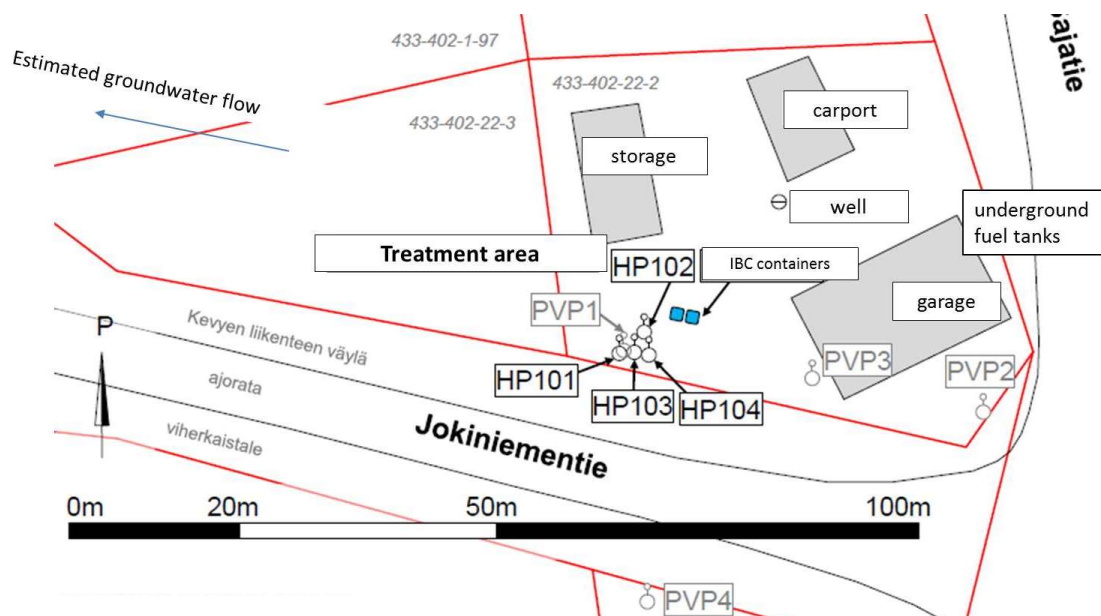 433-402-1-97
Sajatie
Estimated groundwater flow
433-402-22-2
carport
433-402-22-3
storage
well
underground
fuel tanks
Treatment area
HP102
IBC containers
garage
PVP1
P
Kevyen liikenteen väylä
PVP3
PVP2
HP101
ajorata
HP103
HP104
viherkaistale
Jokiniementie
0m
20m
50m
100m
PVP4